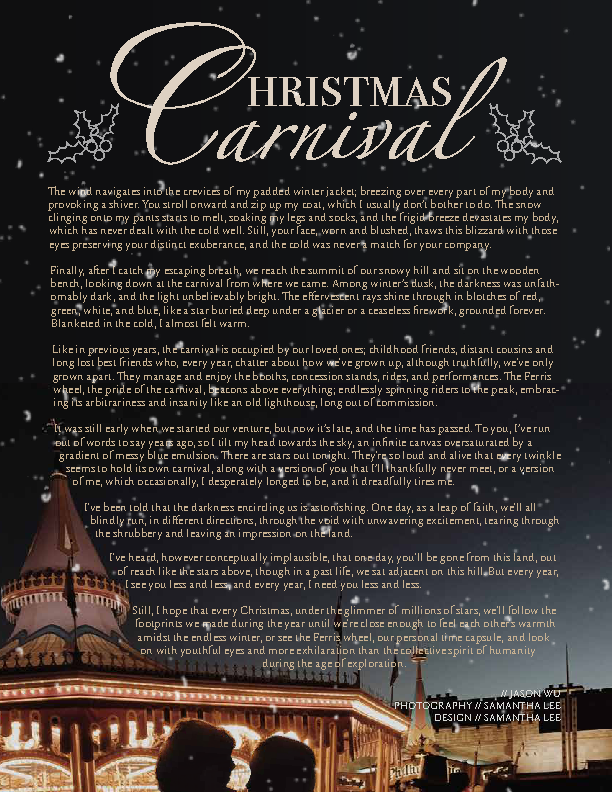 CHRISTMAS
Carnival
The wind navigates into the crevices of my padded winter jacket; breezing over every part of my body and
provoking a shiver. You stroll onward and zip up my coat, which I usually don't bother to do. The snow
clinging onto my pants starts to melt, soaking my legs and socks, and the frigid breeze devastates my body,
which has never dealt with the cold well. Still, your face, worn and blushed, thaws this blizzard with those
eyes preserving your distinct exuberance, and the cold was never a match for your company.
Finally, after I catch my escaping breath, we reach the summit of our snowy hill and sit on the wooden
bench, looking down at the carnival from where we came. Among winter's dusk, the darkness was unfath-
omably dark, and the light unbelievably bright. The effervescent rays shine through in blotches of red,
green, white, and blue, like a star buried deep under a glacier or a ceaseless firework, grounded forever.
Blanketed in the cold, I almost felt warm.
Like in previous years, the carnival is occupied by our loved ones; childhood friends, distant cousins and
long lost best friends who, every year, chatter about how we've grown up, although truthfully, we've only
grown apart. They manage and enjoy the booths, concession stands, rides, and performances. The Ferris
wheel, the pride of the carnival, beacons above everything; endlessly spinning riders to the peak, embrac-
ing its arbitrariness and insanity like an old lighthouse, long out of commission.
It was still early when we started our venture, but now it's late, and the time has passed. To you, I've run
out of words to say years ago, so I tilt my head towards the sky, an infinite canvas oversaturated by a
gradient of messy blue emulsion. There are stars out tonight. They're so loud and alive that every twinkle
seems to hold its own carnival, along with a version of you that I'll thankfully never meet, or a version
of me, which occasionally, I desperately longed to be, and it dreadfully tires me.
I've been told that the darkness encircling us is astonishing. One day, as a leap of faith, we'll all
blindly run, in different directions, through the void with unwavering excitement, tearing through
the shrubbery and leaving an impression on the land.
I've heard, however conceptually implausible, that one day, you'll be gone from this land, out
of reach like the stars above, though in a past life, we sat adjacent on this hill. But every year,
I see you less and less, and every year, I need you less and less.
Still, I hope that every Christmas, under the glimmer of millions of stars, we'll follow the
footprints we made during the year until we're close enough to feel each other's warmth
amidst the endless winter, or see the Ferris wheel, our personal time capsule, and look
on with youthful eyes and more exhilaration than the collective spirit of humanity
during the age of exploration.
// JASON WU
PHOTOGRAPHY // SAMANTHA LEE
DESIGN // SAMANTHA LEE